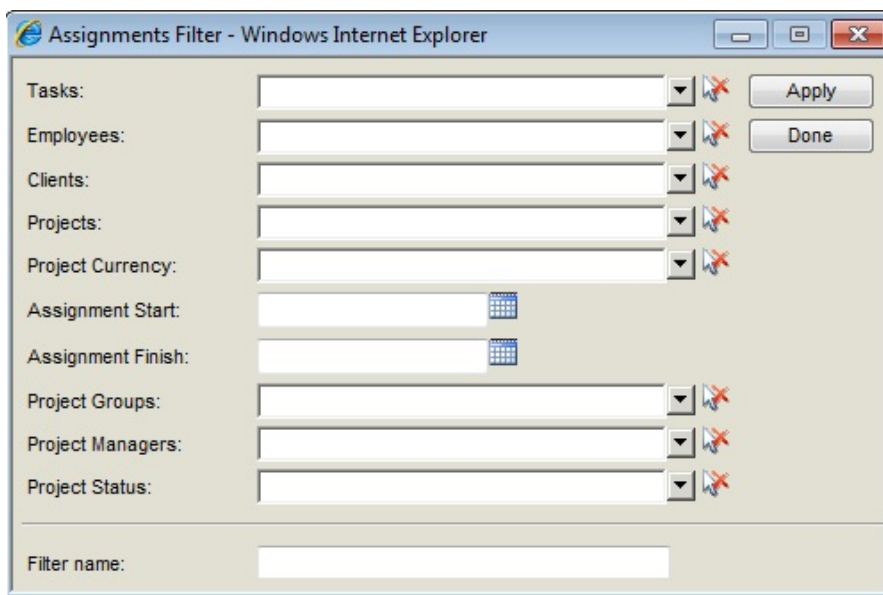 Assignments Filter - Windows Internet Explorer
Tasks:
Apply
Employees:
Done
Clients:
Projects:
Project Currency:
Assignment Start:
Assignment Finish:
Project Groups:
Project Managers:
Project Status:
Filter name: